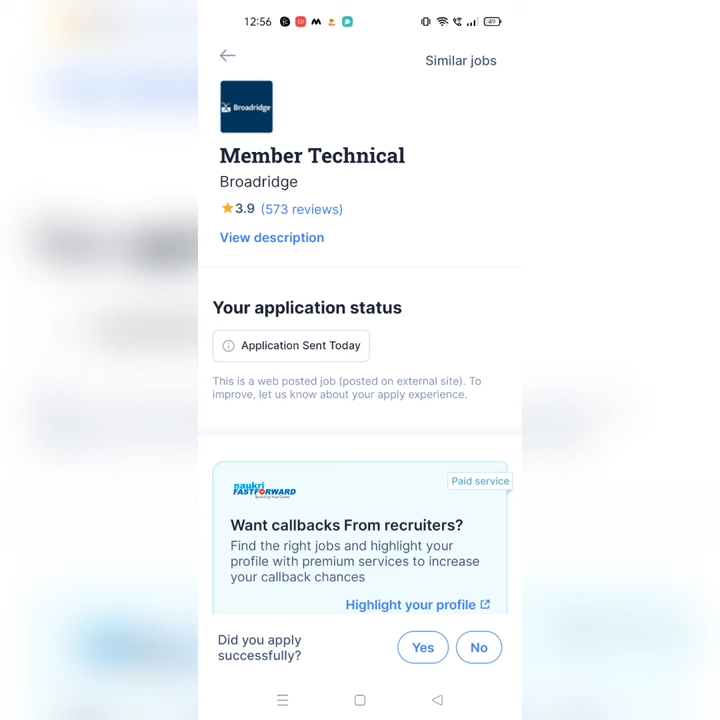 12:56
49
Similar jobs
Broadridge
Member Technical
Broadridge
3.9 (573 reviews)
View description
Your application status
Application Sent Today
This is a web posted job (posted on external site). To
improve, let us know about your apply experience.
Paid service
naukri
FASTFORWARD
Want callbacks From recruiters?
Find the right jobs and highlight your
profile with premium services to increase
your callback chances
Highlight your profile
Did you apply
successfully?
Yes
No